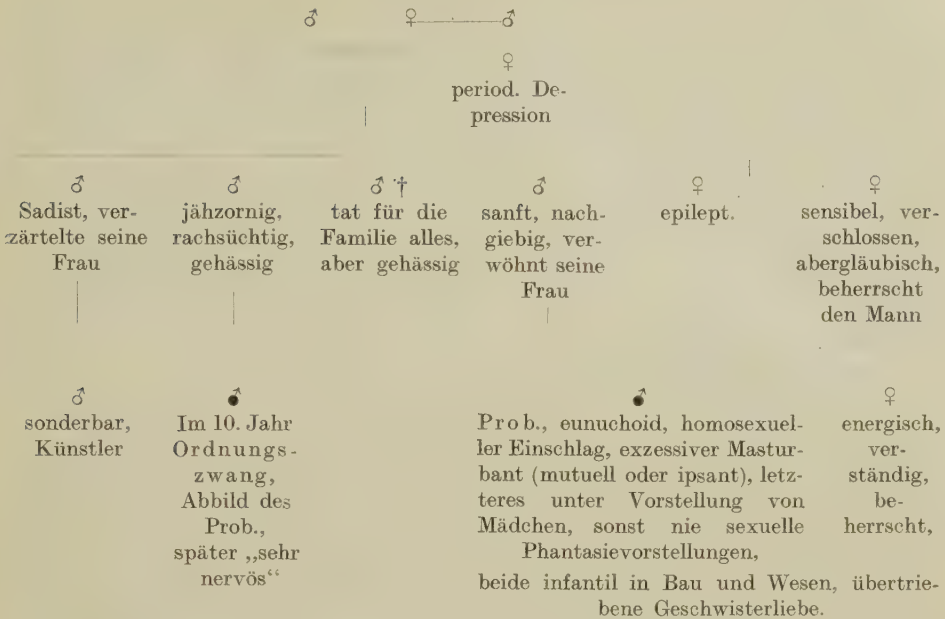 ♂ ♀ ♂
♀
period. De-
pression
♂ ♂ ♂ † ♂ ♀ ♀
Sadist, ver-
zärtelte seine
Frau
jähzornig,
rachsüchtig,
gehässig
tat für die
Familie alles,
aber gehässig
sanft, nach-
giebig, ver-
wöhnt seine
Frau
epilept.
sensibel, ver-
schlossen,
abergläubisch,
beherrscht
den Mann
♂ ♂ ♂ ♀
sonderbar,
Künstler
Im 10. Jahr
Ordnungs-
zwang,
Abbild des
Prob.,
später „sehr
nervös“
Prob., eunuchoid, homosexuel-
ler Einschlag, exzessiver Mastur-
bant (mutuell oder ipsant), letz-
teres unter Vorstellung von
Mädchen, sonst nie sexuelle
Phantasievorstellungen,
energisch,
ver-
ständig,
be-
herrscht,
beide infantil in Bau und Wesen, übertrie-
bene Geschwisterliebe.